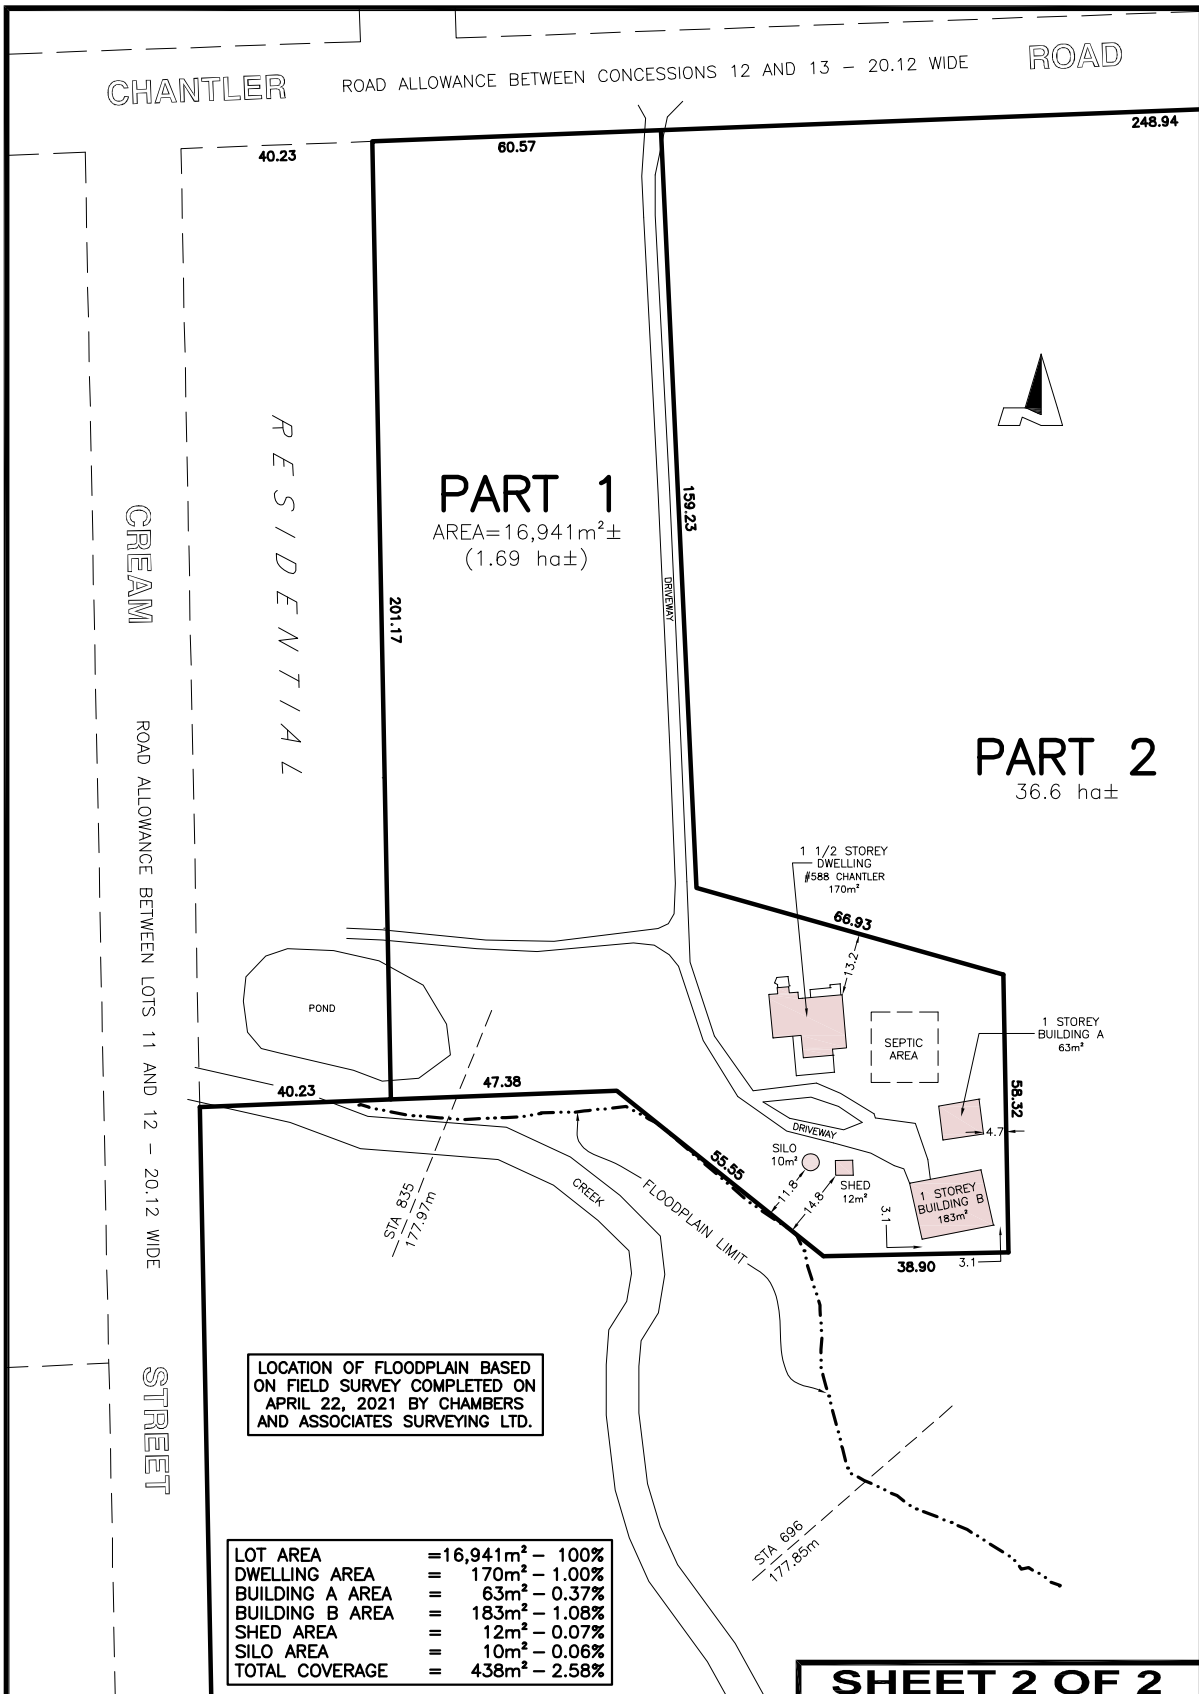 CHANTLER
ROAD ALLOWANCE BETWEEN CONCESSIONS 12 AND 13 - 20.12 WIDE
ROAD
248.94
60.57
40.23
RESIDENTIAL
PART 1
AREA=16,941m²±
(1.69 ha±)
159.23
DRIVEWAY
201.17
CREAM
ROAD ALLOWANCE BETWEEN LOTS 11 AND 12 - 20.12 WIDE
AN
STREET
PART 2
36.6 ha±
1 1/2 STOREY
DWELLING
#588 CHANTLER
170m²
66.93
13.2
POND
SEPTIC
AREA
1 STOREY
BUILDING A
63m²
58.32
4.7
40.23
47.38
DRIVEWAY
SILO
10m²
SHED
12m²
55.55
11.8
14.8
1 STOREY
BUILDING B
183m²
3.1
3.1
38.90
CREEK
FLOODPLAIN LIMIT
STA 835
177.97m
LOCATION OF FLOODPLAIN BASED
ON FIELD SURVEY COMPLETED ON
APRIL 22, 2021 BY CHAMBERS
AND ASSOCIATES SURVEYING LTD.
STA 696
177.85m
LOT AREA =16,941m² - 100%
DWELLING AREA = 170m² - 1.00%
BUILDING A AREA = 63m² - 0.37%
BUILDING B AREA = 183m² - 1.08%
SHED AREA = 12m² - 0.07%
SILO AREA = 10m² - 0.06%
TOTAL COVERAGE = 438m² - 2.58%
SHEET 2 OF 2